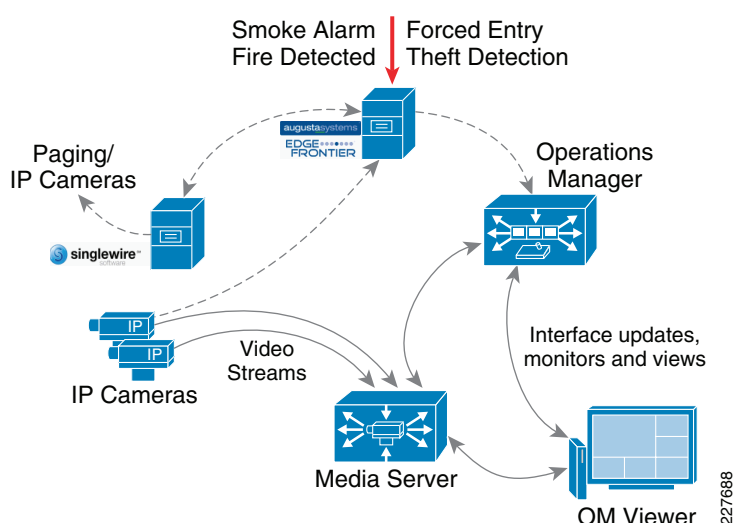 Smoke Alarm
Fire Detected
Forced Entry
Theft Detection
augustasystems
EDGE
FRONTIER
Paging/
IP Cameras
singlewire™
software
Operations
Manager
IP
IP
IP Cameras
Video
Streams
Interface updates,
monitors and views
Media Server
OM Viewer
227688